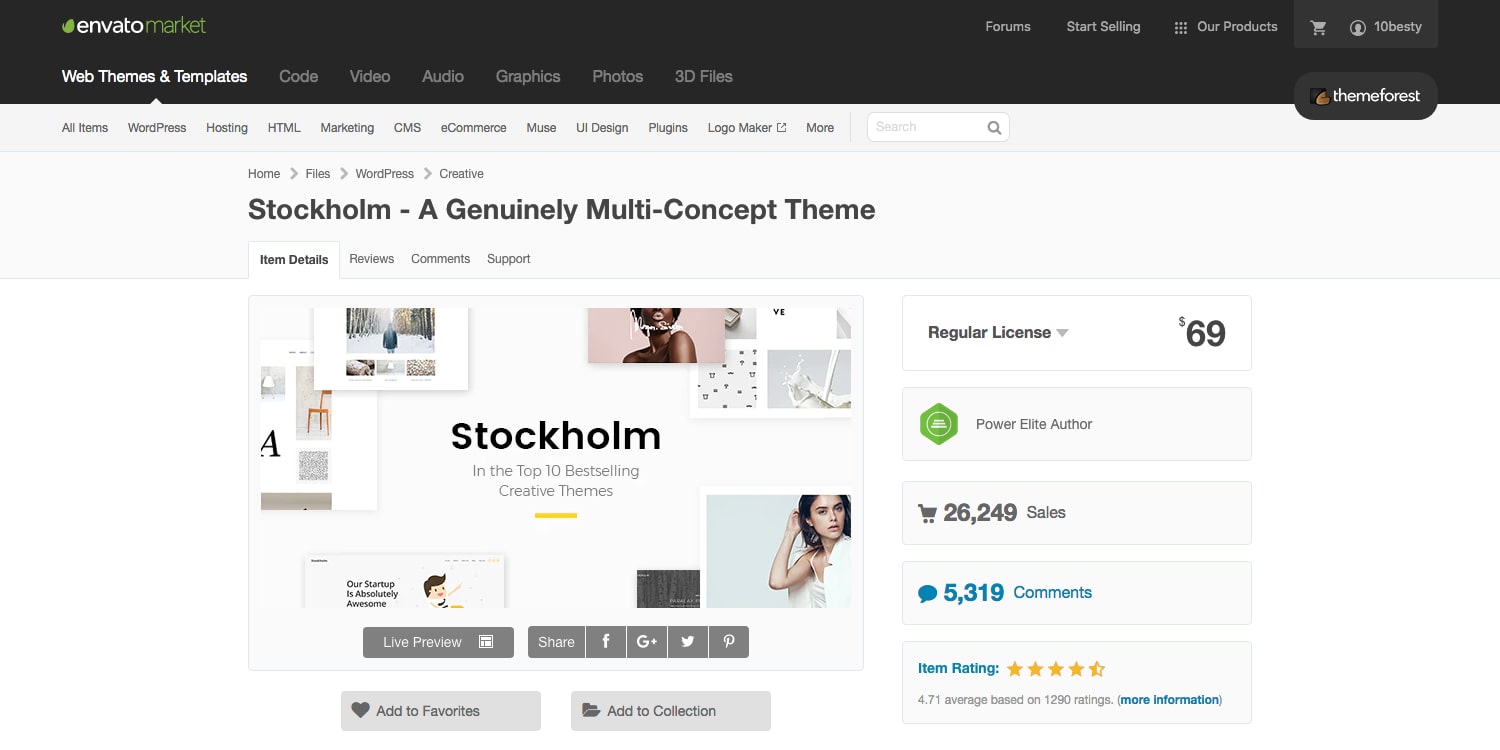 envatomarket
Forums
Start Selling
Our Products
10besty
Web Themes & Templates
Code
Video
Audio
Graphics
Photos
3D Files
themeforest
All Items
WordPress
Hosting
HTML
Marketing
CMS
eCommerce
Muse
UI Design
Plugins
Logo Maker
More
Search
Home
Files
WordPress
Creative
Stockholm - A Genuinely Multi-Concept Theme
Item Details
Reviews
Comments
Support
VE
A
Stockholm
In the Top 10 Bestselling
Creative Themes
Stockholm
Our Startup
Is Absolutely
Awesome
Live Preview
Share
f
G+
Add to Favorites
Add to Collection
Regular License
$69
Power Elite Author
26,249 Sales
5,319 Comments
Item Rating:
4.71 average based on 1290 ratings. (more information)